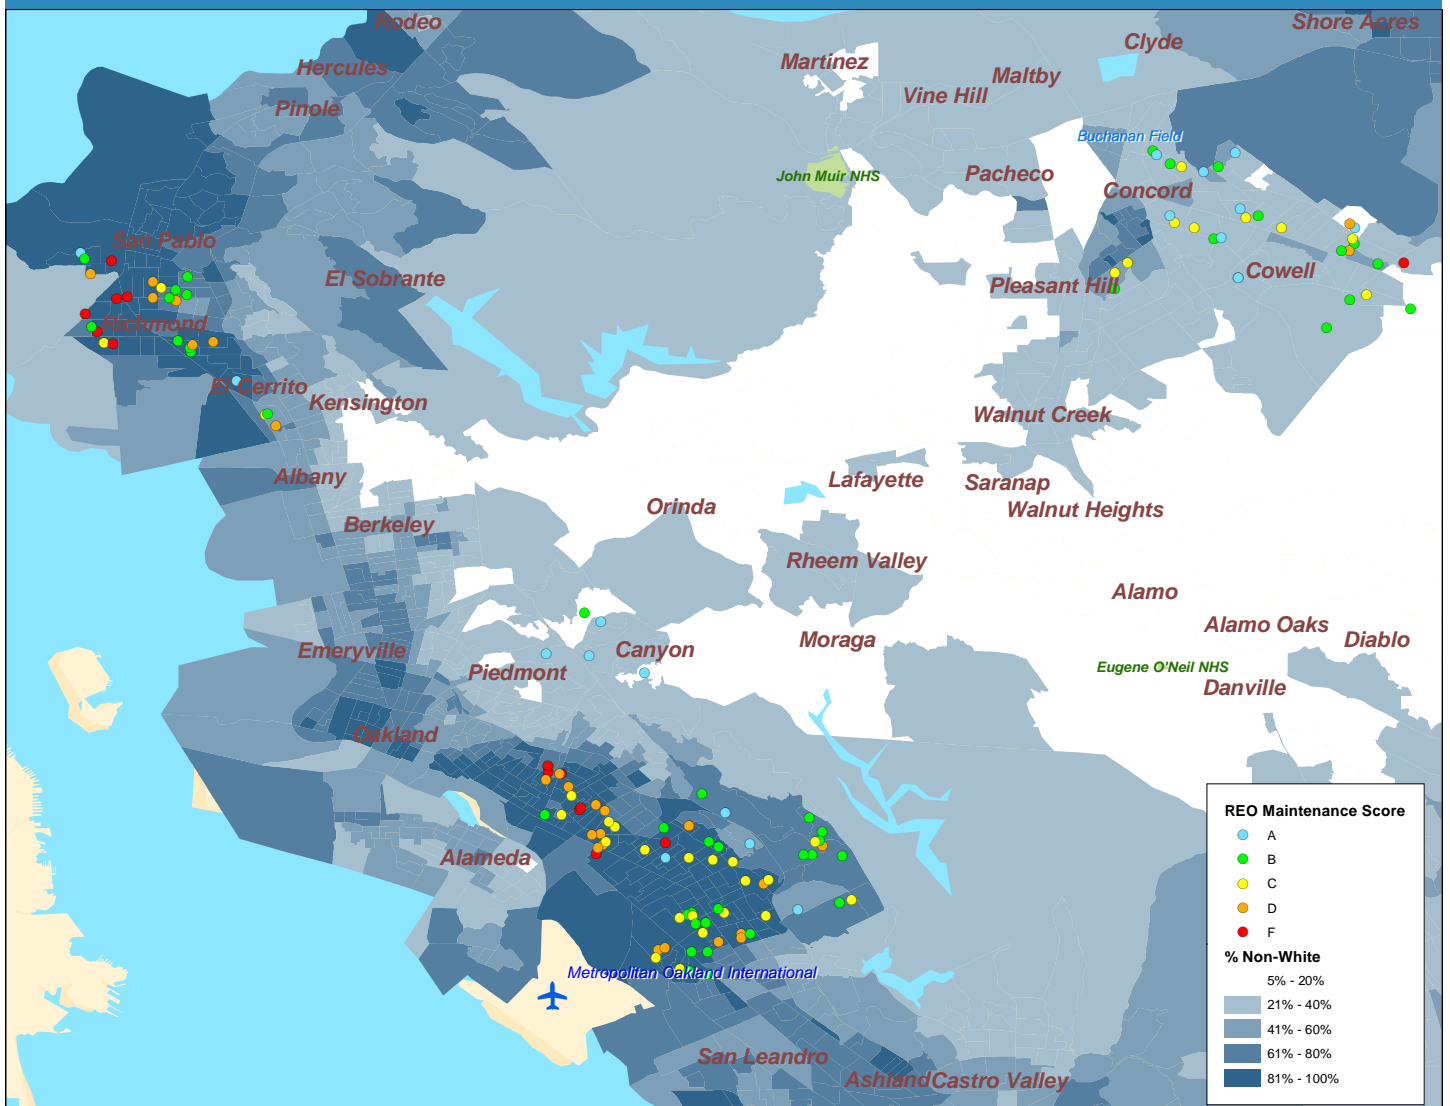 Rodeo
Shore Acres
Clyde
Martinez
Hercules
Maltby
Vine Hill
Pinole
Buchanan Field
John Muir NHS
Pacheco
Concord
San Pablo
El Sobrante
Cowell
Pleasant Hill
Richmond
El Cerrito
Kensington
Walnut Creek
Albany
Lafayette
Saranap
Orinda
Walnut Heights
Berkeley
Rheem Valley
Alamo
Alamo Oaks
Moraga
Diablo
Emeryville
Canyon
Piedmont
Eugene O'Neil NHS
Danville
Oakland
Alameda
Metropolitan Oakland International
San Leandro
Ashland
Castro Valley
REO Maintenance Score
A
B
C
D
F
% Non-White
5% - 20%
21% - 40%
41% - 60%
61% - 80%
81% - 100%